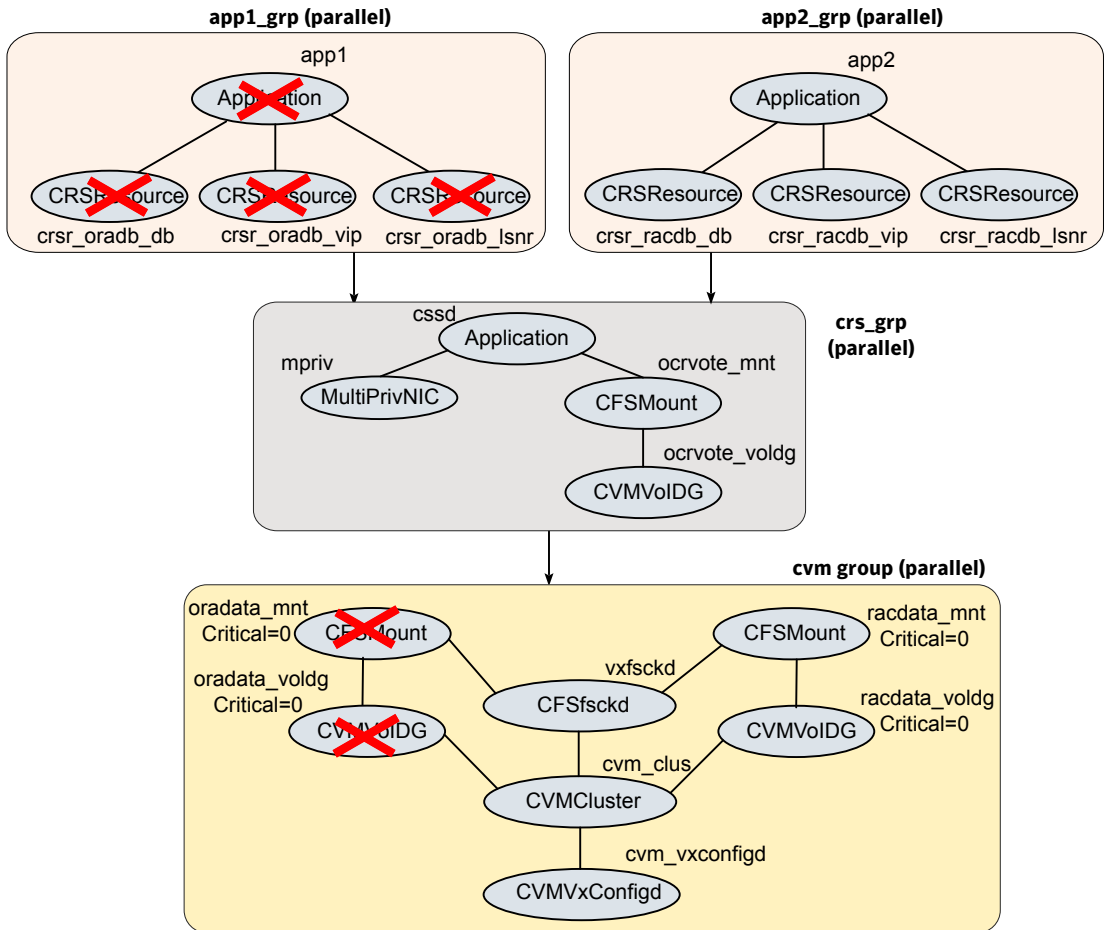 app1_grp (parallel)
app2_grp (parallel)
app1
Application
CRSResource
CRSResource
CRSResource
crsr_oradb_db
crsr_oradb_vip
crsr_oradb_lsnr
app2
Application
CRSResource
CRSResource
CRSResource
crsr_racdb_db
crsr_racdb_vip
crsr_racdb_lsnr
crs_grp
(parallel)
cssd
Application
mpriv
MultiPrivNIC
ocrvote_mnt
CFSMount
ocrvote_voldg
CVMVolDG
cvm group (parallel)
oradata_mnt
Critical=0
CFSMount
racdata_mnt
Critical=0
CFSMount
oradata_voldg
Critical=0
CVMVolDG
vxfsckd
CFSfsckd
racdata_voldg
Critical=0
CVMVolDG
cvm_clus
CVMCluster
cvm_vxconfigd
CVMVxConfigd